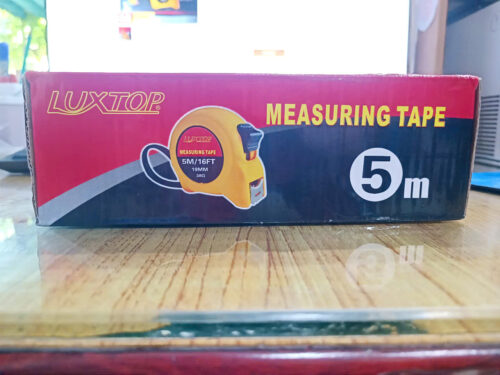 LUXTOP®
MEASURING TAPE
LUXTOP
MEASURING TAPE
5M/16FT
19MM
5m